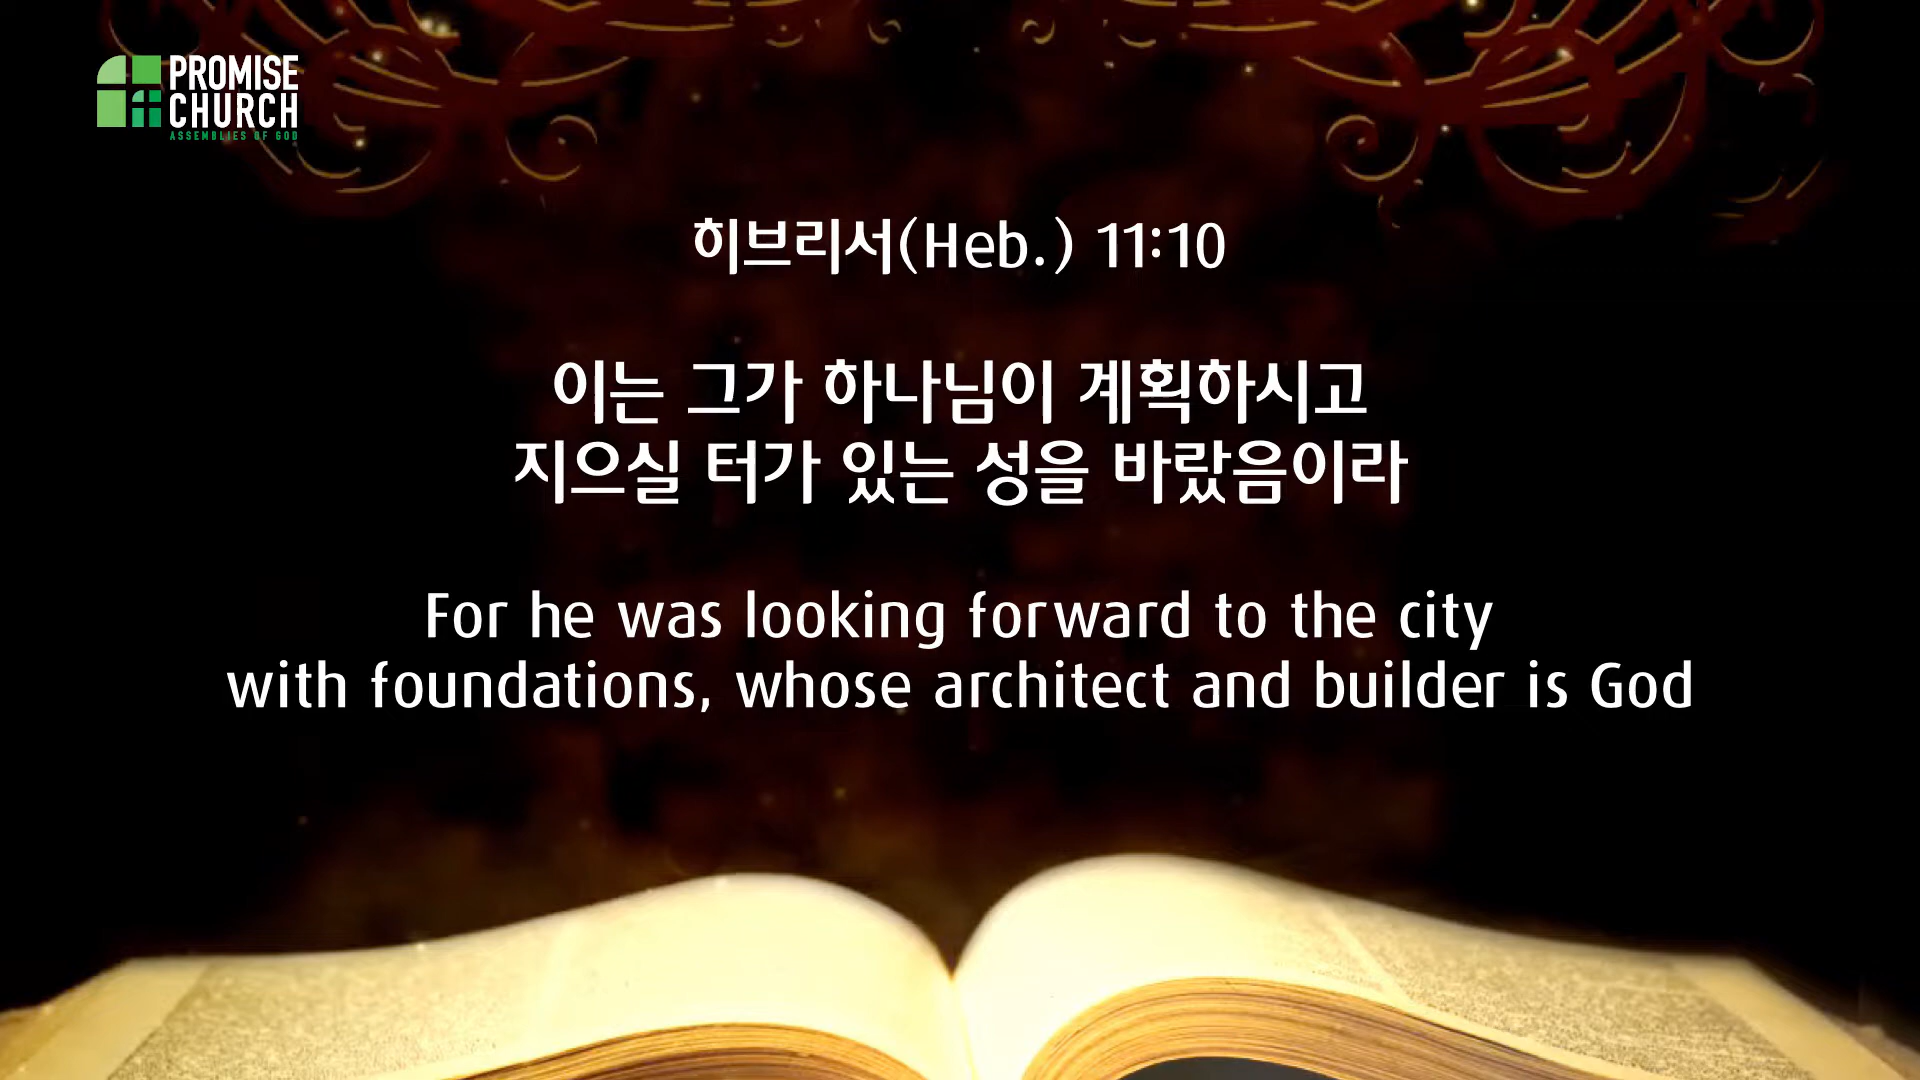 PROMISE
CHURCH
ASSEMBLIES OF GOD
히브리서(Heb.) 11:10
이는 그가 하나님이 계획하시고
지으실 터가 있는 성을 바랐음이라
For he was looking forward to the city
with foundations, whose architect and builder is God